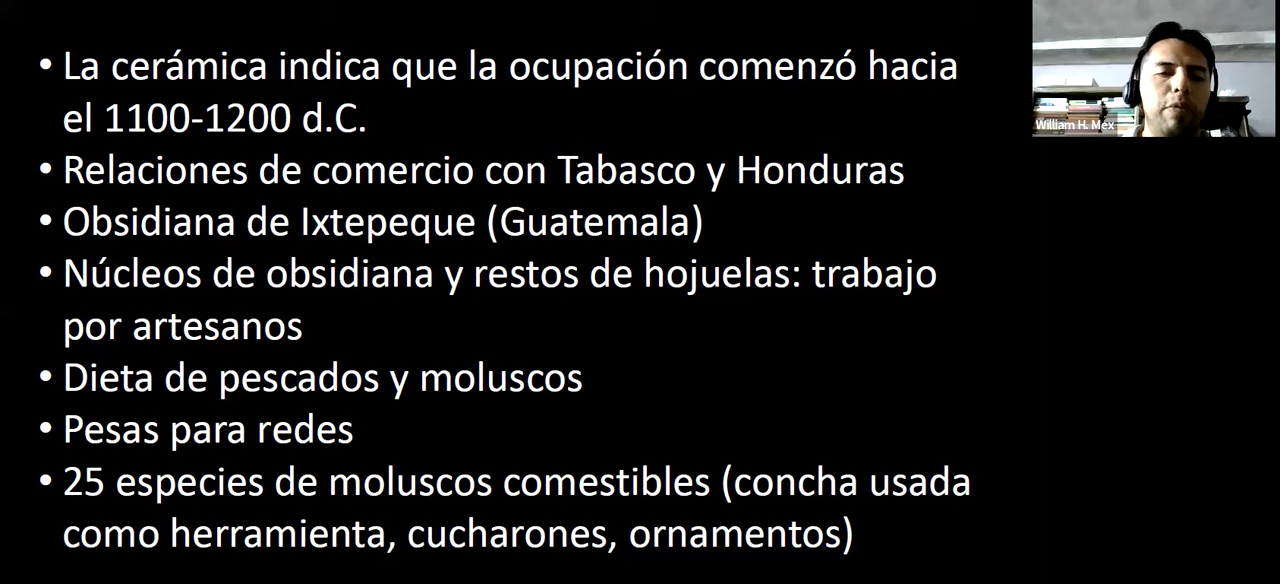 • La cerámica indica que la ocupación comenzó hacia
el 1100-1200 d.C.
• Relaciones de comercio con Tabasco y Honduras
• Obsidiana de Ixtepeque (Guatemala)
• Núcleos de obsidiana y restos de hojuelas: trabajo
por artesanos
• Dieta de pescados y moluscos
• Pesas para redes
• 25 especies de moluscos comestibles (concha usada
como herramienta, cucharones, ornamentos)
William H. Mex